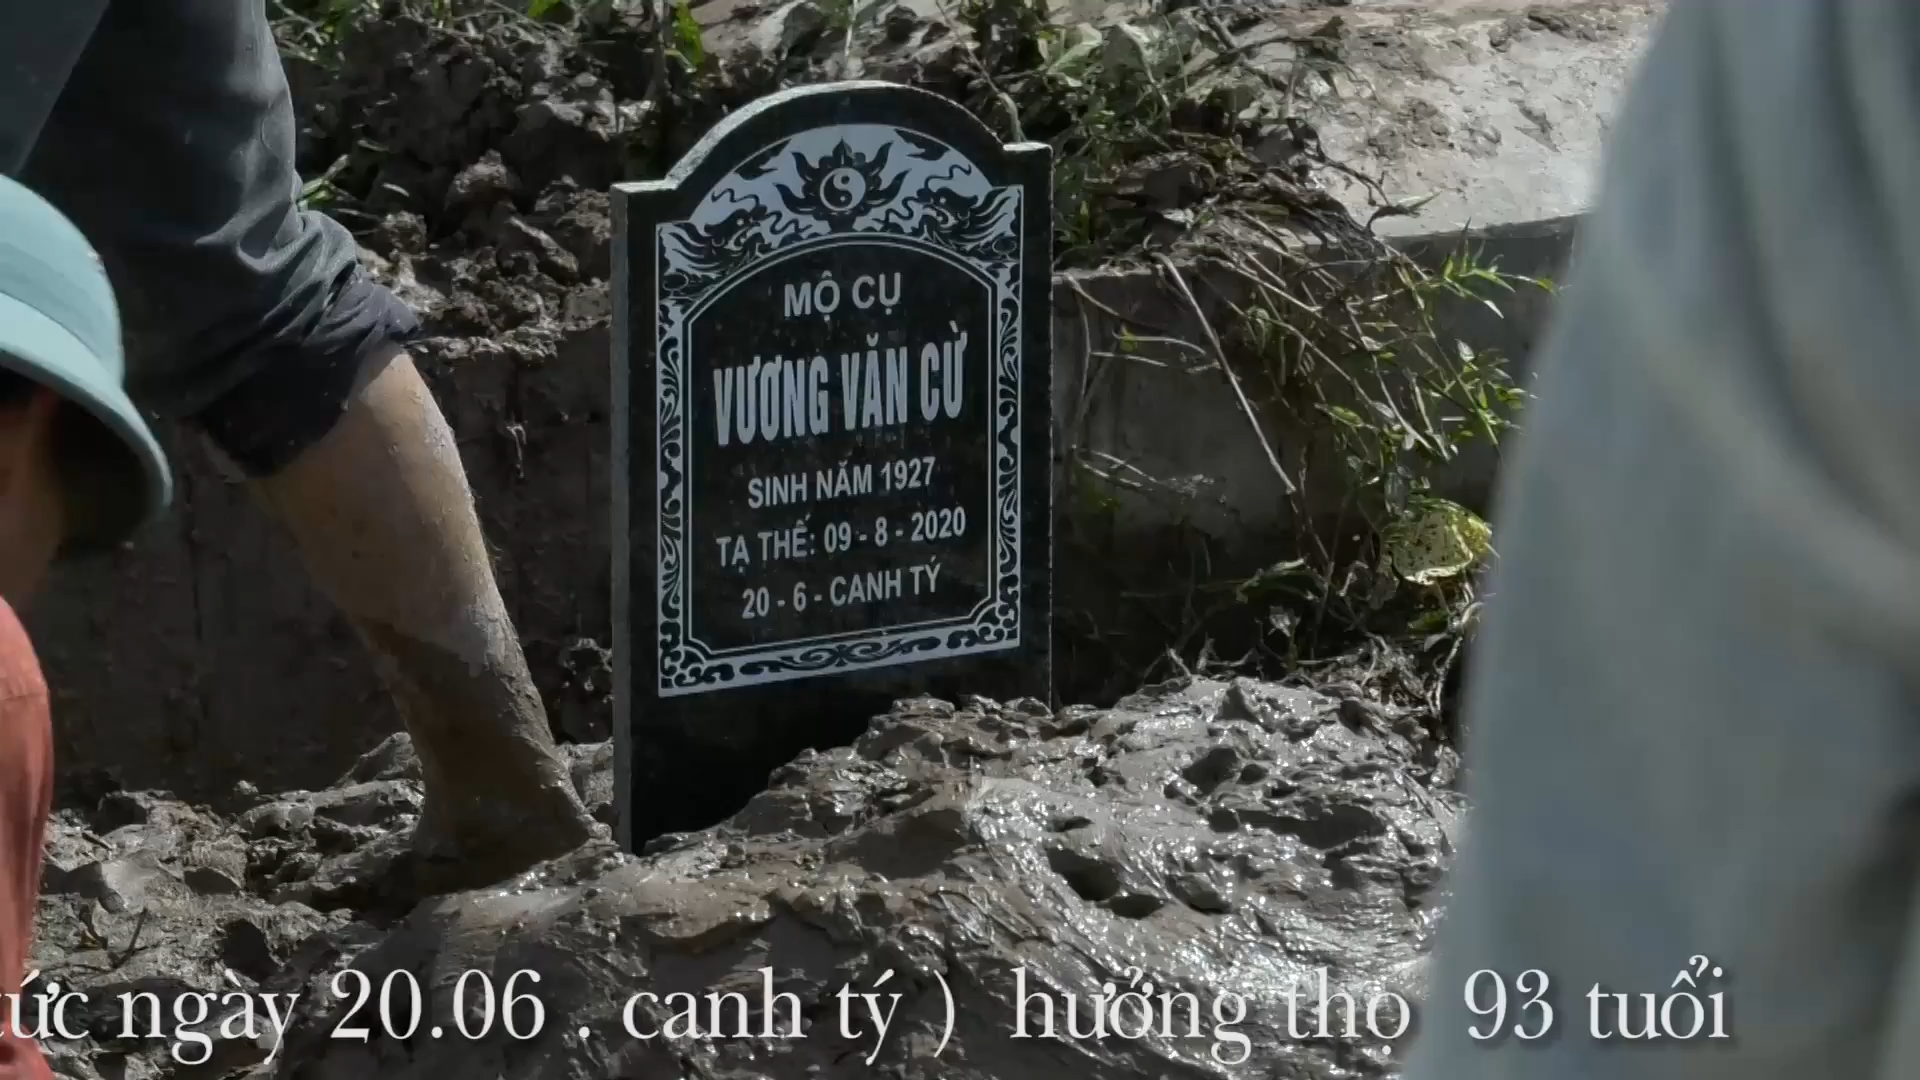 MỘ CỤ
VƯƠNG VĂN CỪ
SINH NĂM 1927
TẠ THẾ: 09 - 8 - 2020
20 - 6 - CANH TÝ
tức ngày 20.06 . canh tý ) hưởng thọ 93 tuổi